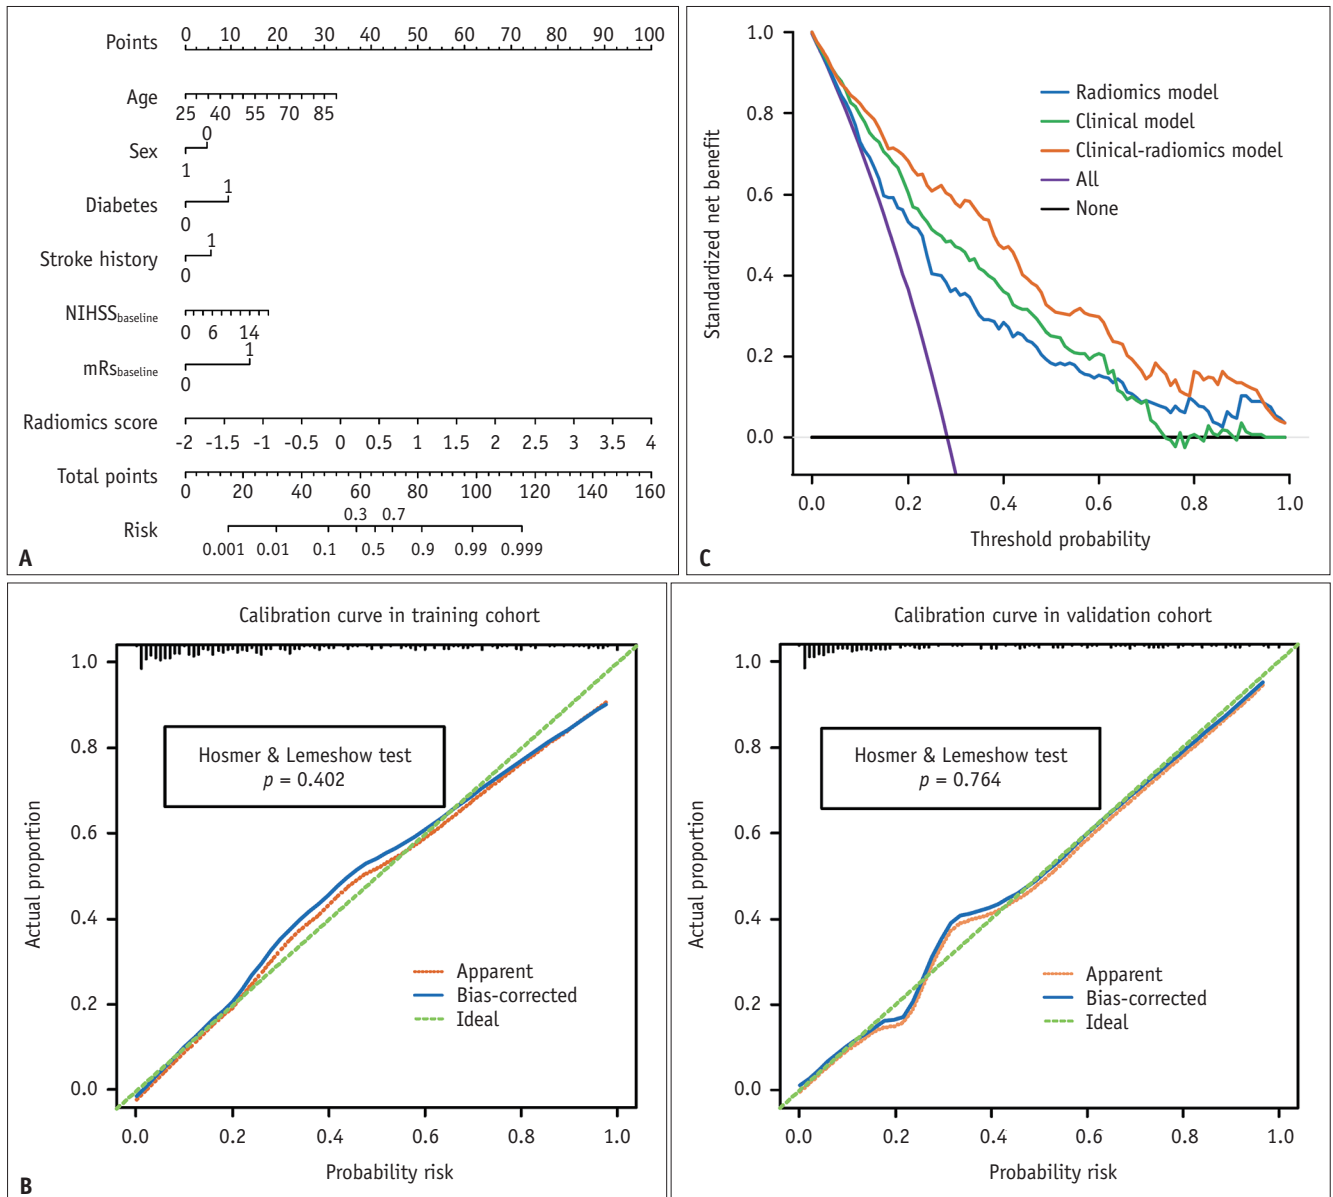 Points
0 10 20 30 40 50 60 70 80 90 100
Age
25 40 55 70 85
Sex
0
1
Diabetes
1
0
Stroke history
1
0
NIHSSbaseline
0 6 14
mRsbaseline
1
0
Radiomics score
-2 -1.5 -1 -0.5 0 0.5 1 1.5 2 2.5 3 3.5 4
Total points
0 20 40 60 80 100 120 140 160
Risk
0.3 0.7
0.001 0.01 0.1 0.5 0.9 0.99 0.999
A
Standardized net benefit
1.0
0.8
0.6
0.4
0.2
0.0
Radiomics model
Clinical model
Clinical-radiomics model
All
None
0.0 0.2 0.4 0.6 0.8 1.0
Threshold probability
C
Calibration curve in training cohort
Actual proportion
1.0
0.8
0.6
0.4
0.2
0.0
Hosmer & Lemeshow test
p = 0.402
Apparent
Bias-corrected
Ideal
0.0 0.2 0.4 0.6 0.8 1.0
Probability risk
B
Calibration curve in validation cohort
Actual proportion
1.0
0.8
0.6
0.4
0.2
0.0
Hosmer & Lemeshow test
p = 0.764
Apparent
Bias-corrected
Ideal
0.0 0.2 0.4 0.6 0.8 1.0
Probability risk